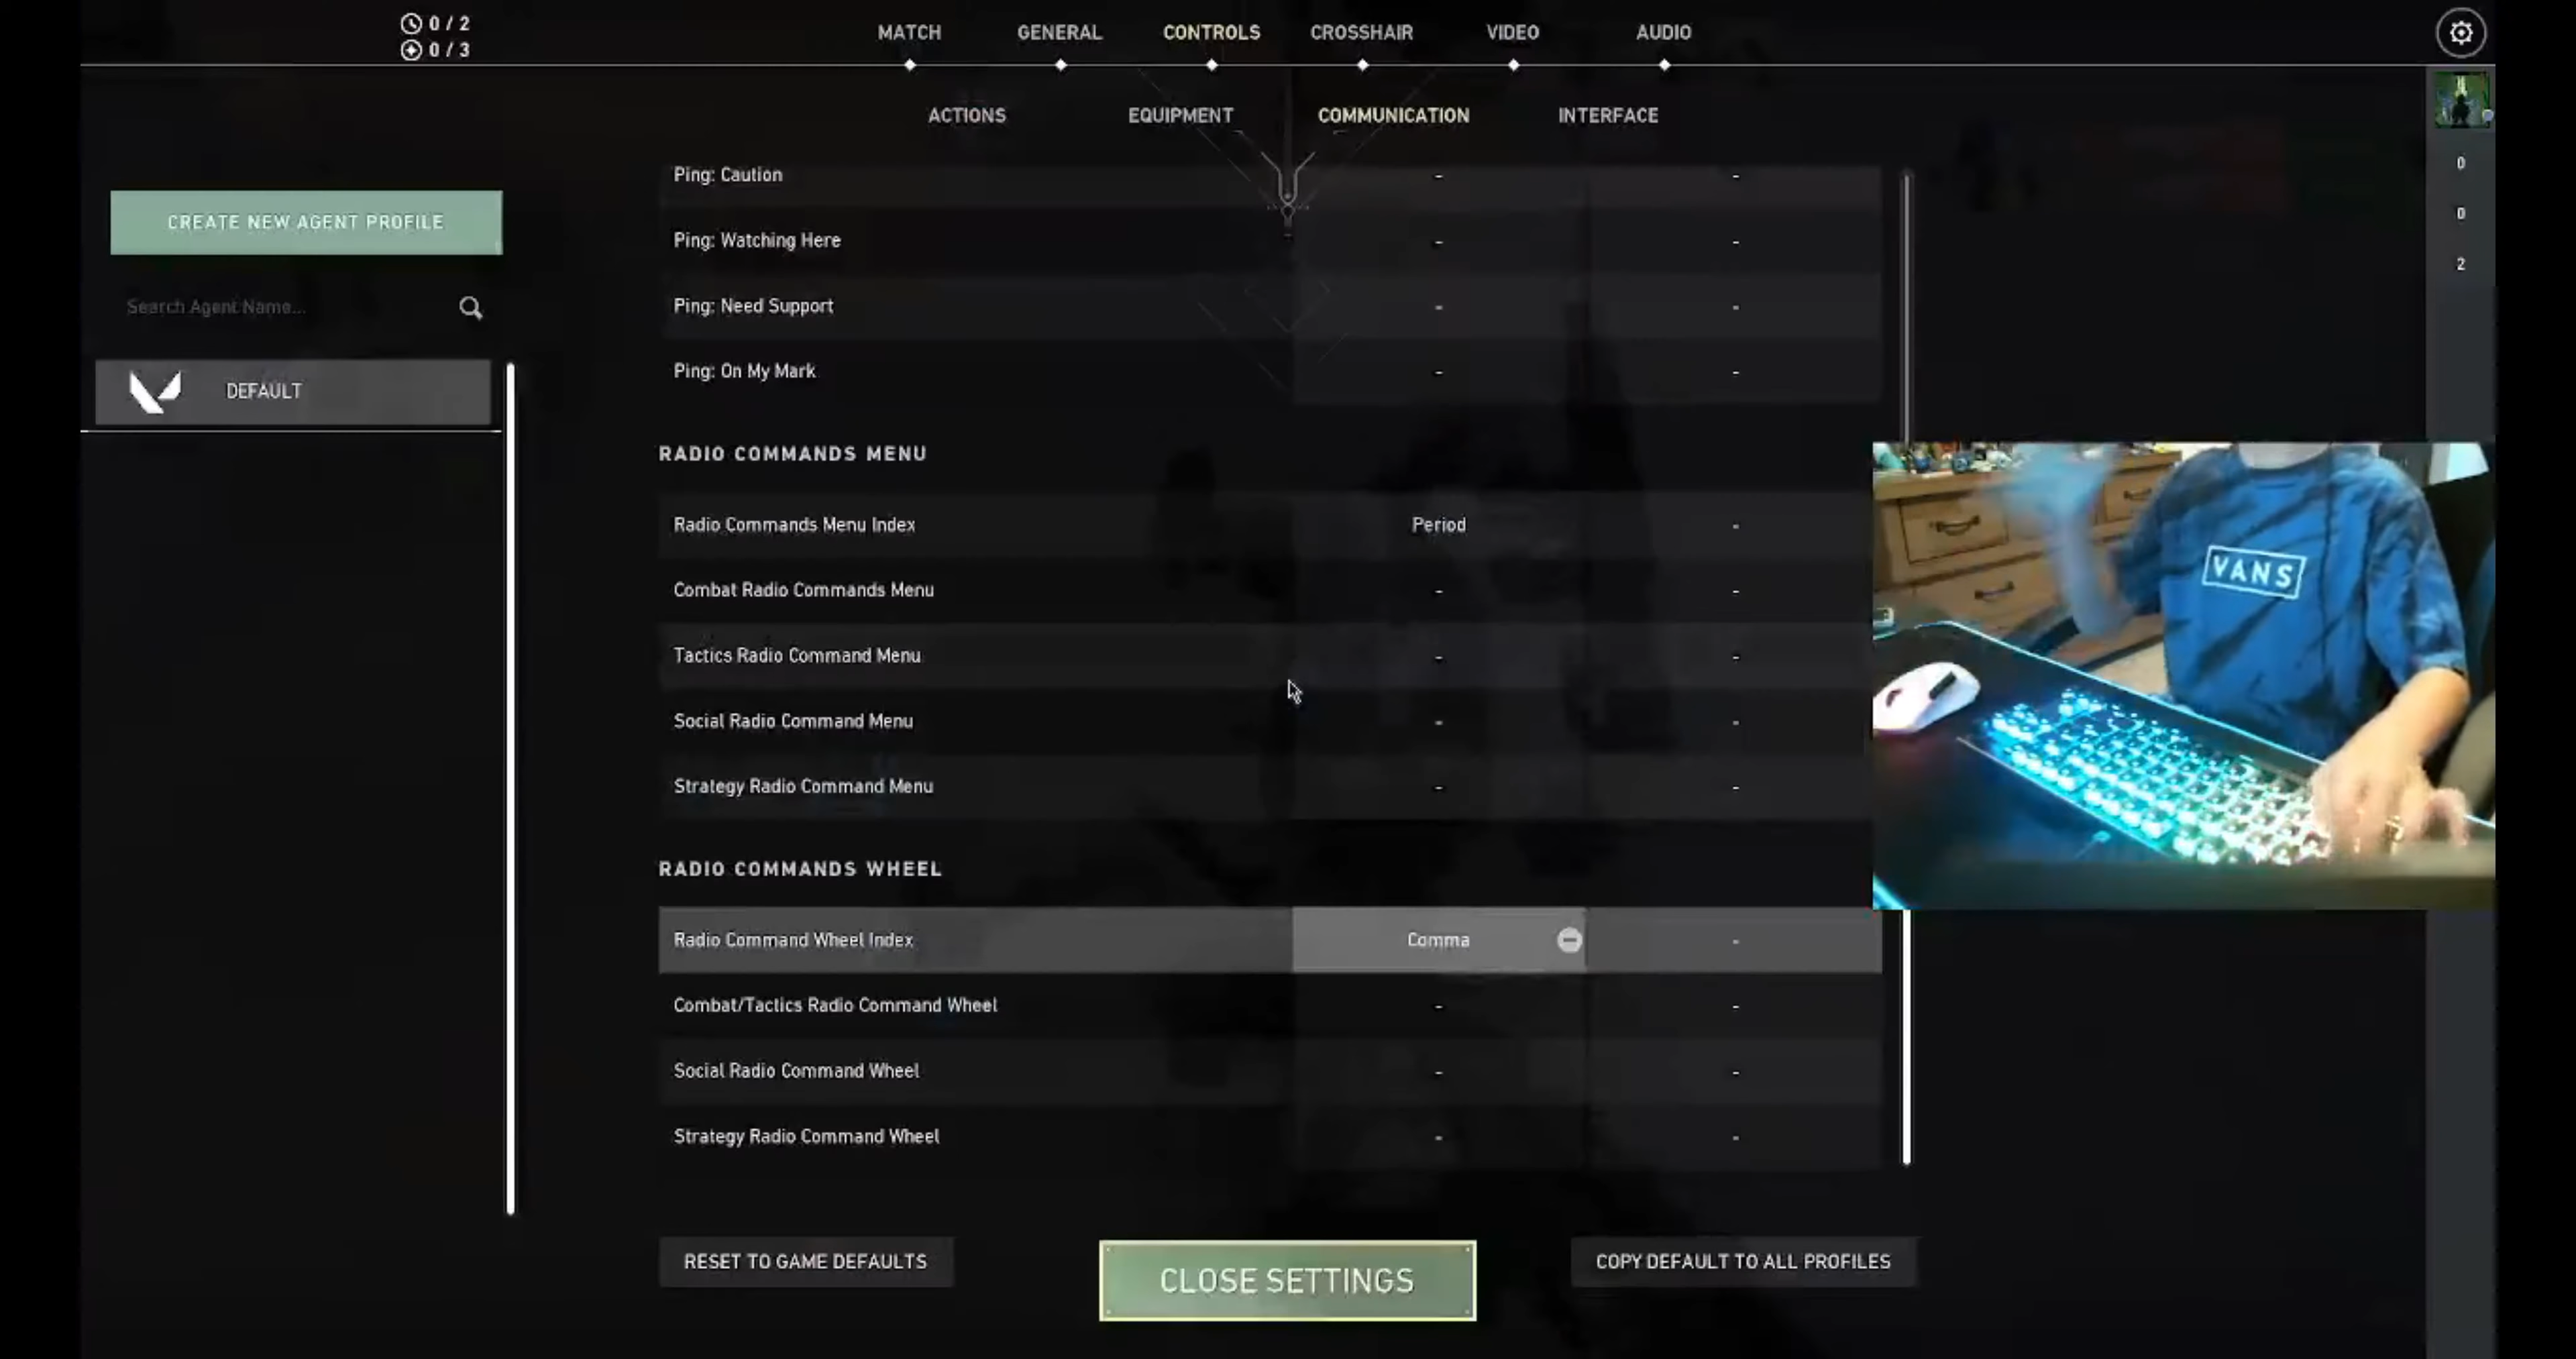 0 / 2
0 / 3
MATCH GENERAL CONTROLS CROSSHAIR VIDEO AUDIO
ACTIONS EQUIPMENT COMMUNICATION INTERFACE
CREATE NEW AGENT PROFILE
Search Agent Name...
DEFAULT
Ping: Caution - -
Ping: Watching Here - -
Ping: Need Support - -
Ping: On My Mark - -
RADIO COMMANDS MENU
Radio Commands Menu Index Period -
Combat Radio Commands Menu - -
Tactics Radio Command Menu - -
Social Radio Command Menu - -
Strategy Radio Command Menu - -
RADIO COMMANDS WHEEL
Radio Command Wheel Index Comma -
Combat/Tactics Radio Command Wheel - -
Social Radio Command Wheel - -
Strategy Radio Command Wheel - -
RESET TO GAME DEFAULTS
CLOSE SETTINGS
COPY DEFAULT TO ALL PROFILES
0
0
2
VANS